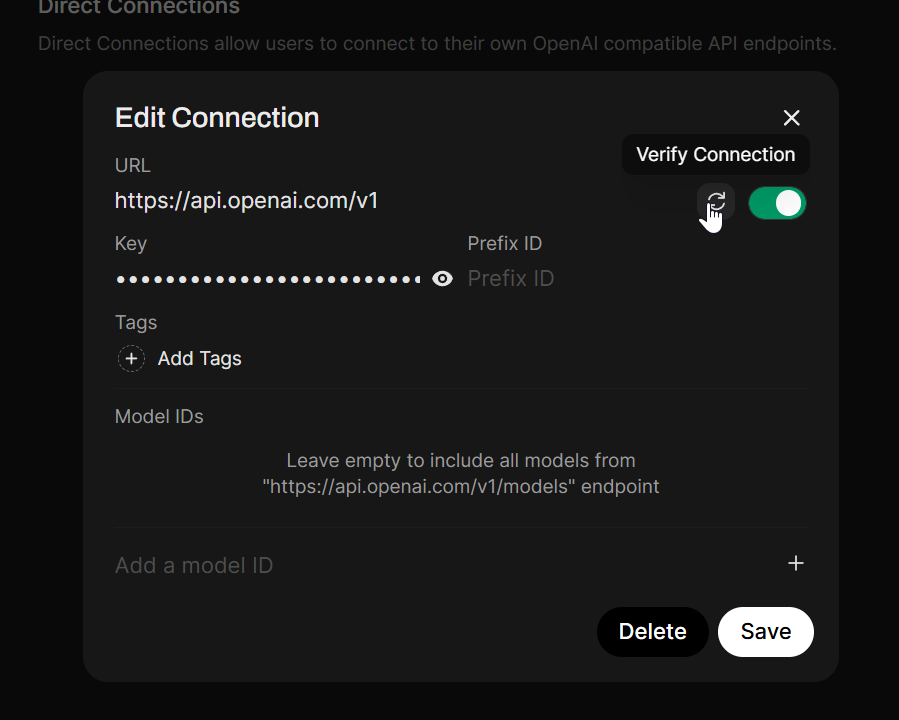 Direct Connections
Direct Connections allow users to connect to their own OpenAI compatible API endpoints.
Edit Connection
Verify Connection
URL
https://api.openai.com/v1
Key
Prefix ID
••••••••••••••••••••••••• Prefix ID
Tags
Add Tags
Model IDs
Leave empty to include all models from
"https://api.openai.com/v1/models" endpoint
Add a model ID
Delete
Save